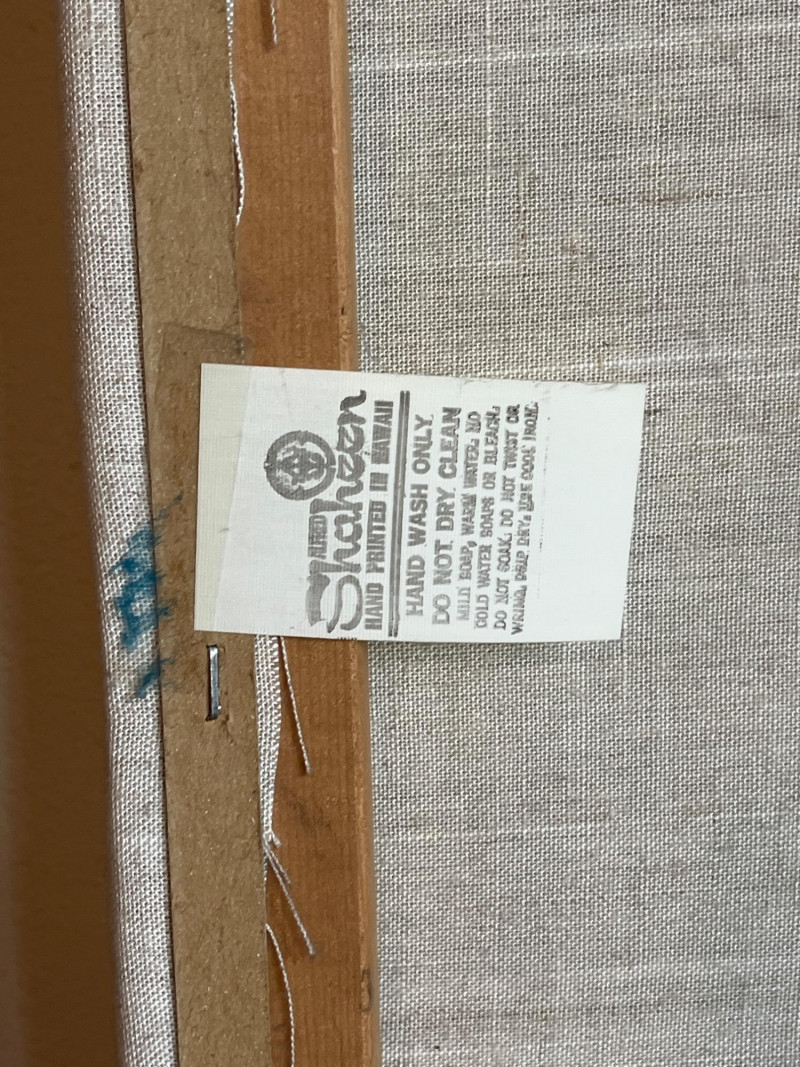 ALFRED
Shaheen
HAND PRINTED IN HAWAII
HAND WASH ONLY.
DO NOT DRY CLEAN
MILD SOAP, WARM WATER. NO
COLD WATER SOAPS OR BLEACH.
DO NOT SOAK. DO NOT TWIST OR
WRING. DRIP DRY. USE COOL IRON.